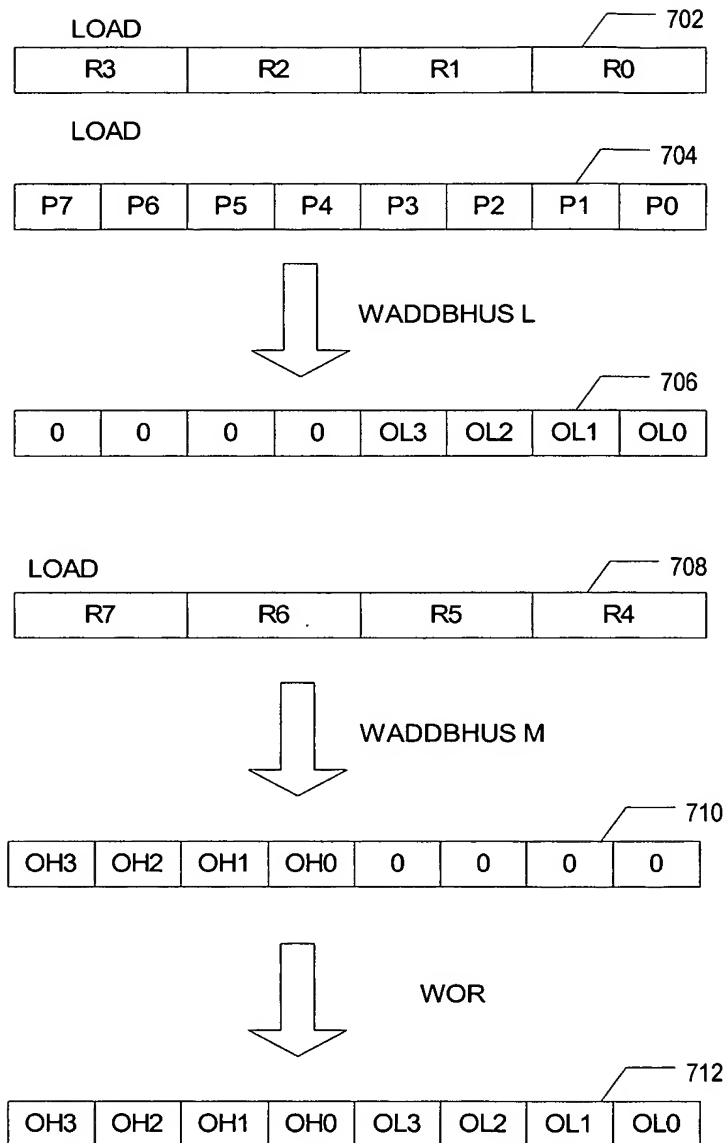 LOAD
702
R3 R2 R1 R0
LOAD
704
P7 P6 P5 P4 P3 P2 P1 P0
WADDBHUS L
706
0 0 0 0 OL3 OL2 OL1 OL0
LOAD
708
R7 R6 R5 R4
WADDBHUS M
710
OH3 OH2 OH1 OH0 0 0 0 0
WOR
712
OH3 OH2 OH1 OH0 OL3 OL2 OL1 OL0